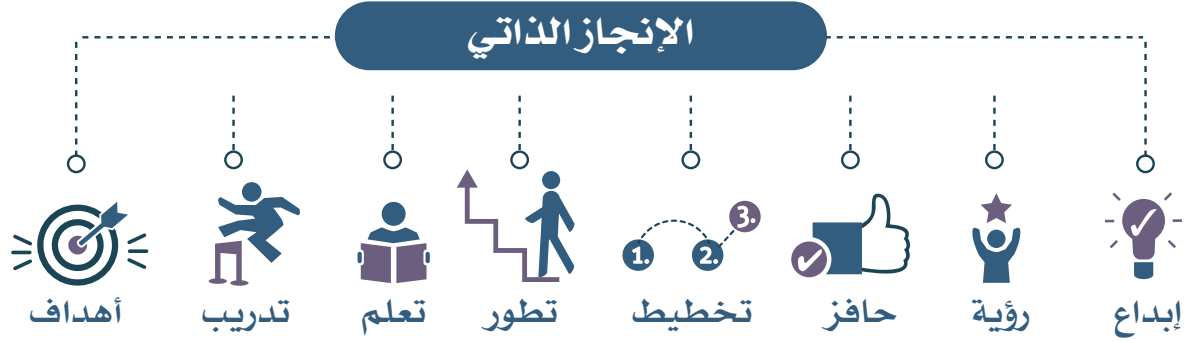 الإنجاز الذاتي
1. 2. 3.
إبداع رؤية حافز تخطيط تطور تعلم تدريب أهداف